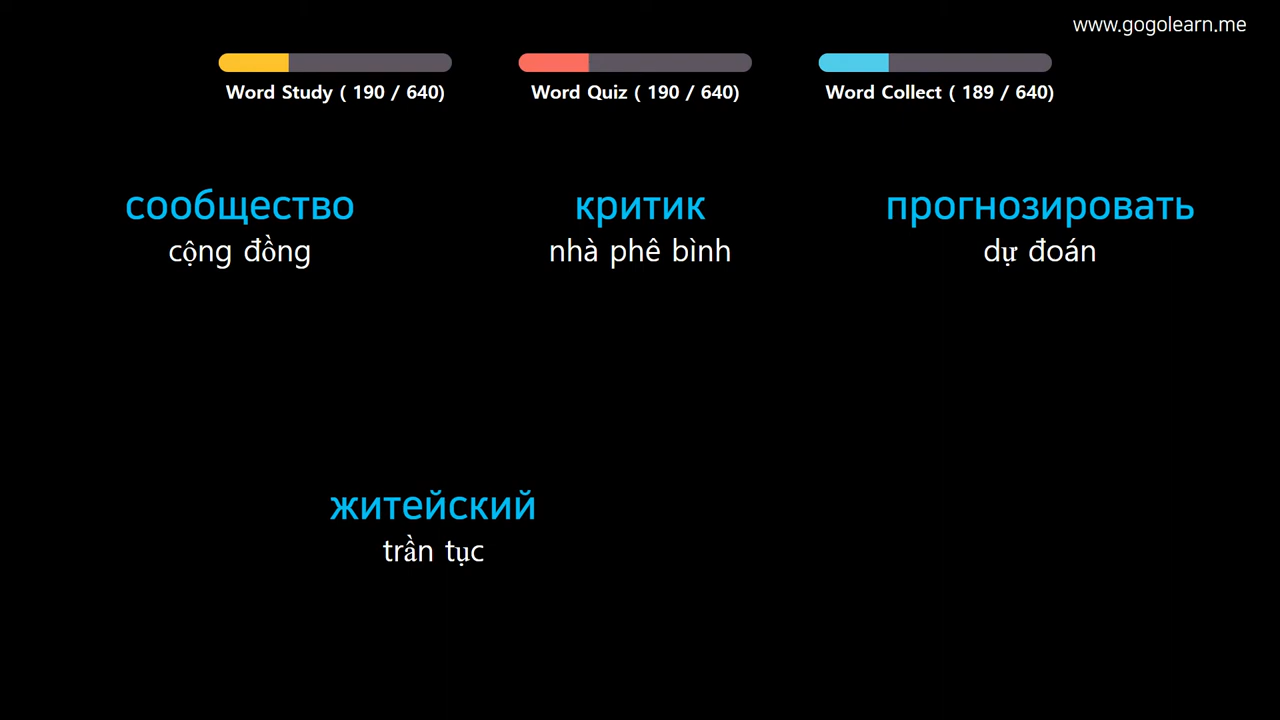 www.gogolearn.me
Word Study ( 190 / 640)
Word Quiz ( 190 / 640)
Word Collect ( 189 / 640)
сообщество
cộng đồng
критик
nhà phê bình
прогнозировать
dự đoán
житейский
trần tục